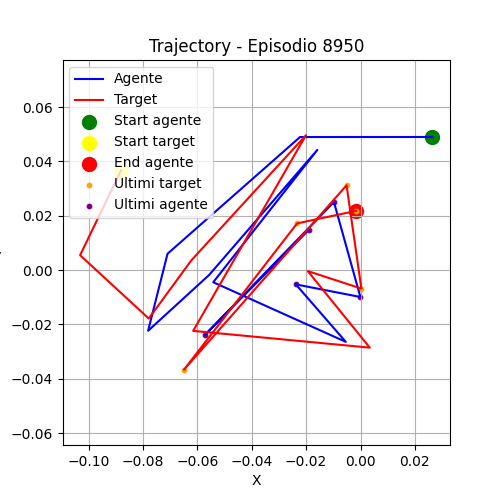 Trajectory - Episodio 8950
Agente
Target
Start agente
Start target
End agente
Ultimi target
Ultimi agente
0.06
0.04
0.02
0.00
−0.02
−0.04
−0.06
−0.10
−0.08
−0.06
−0.04
−0.02
0.00
0.02
X